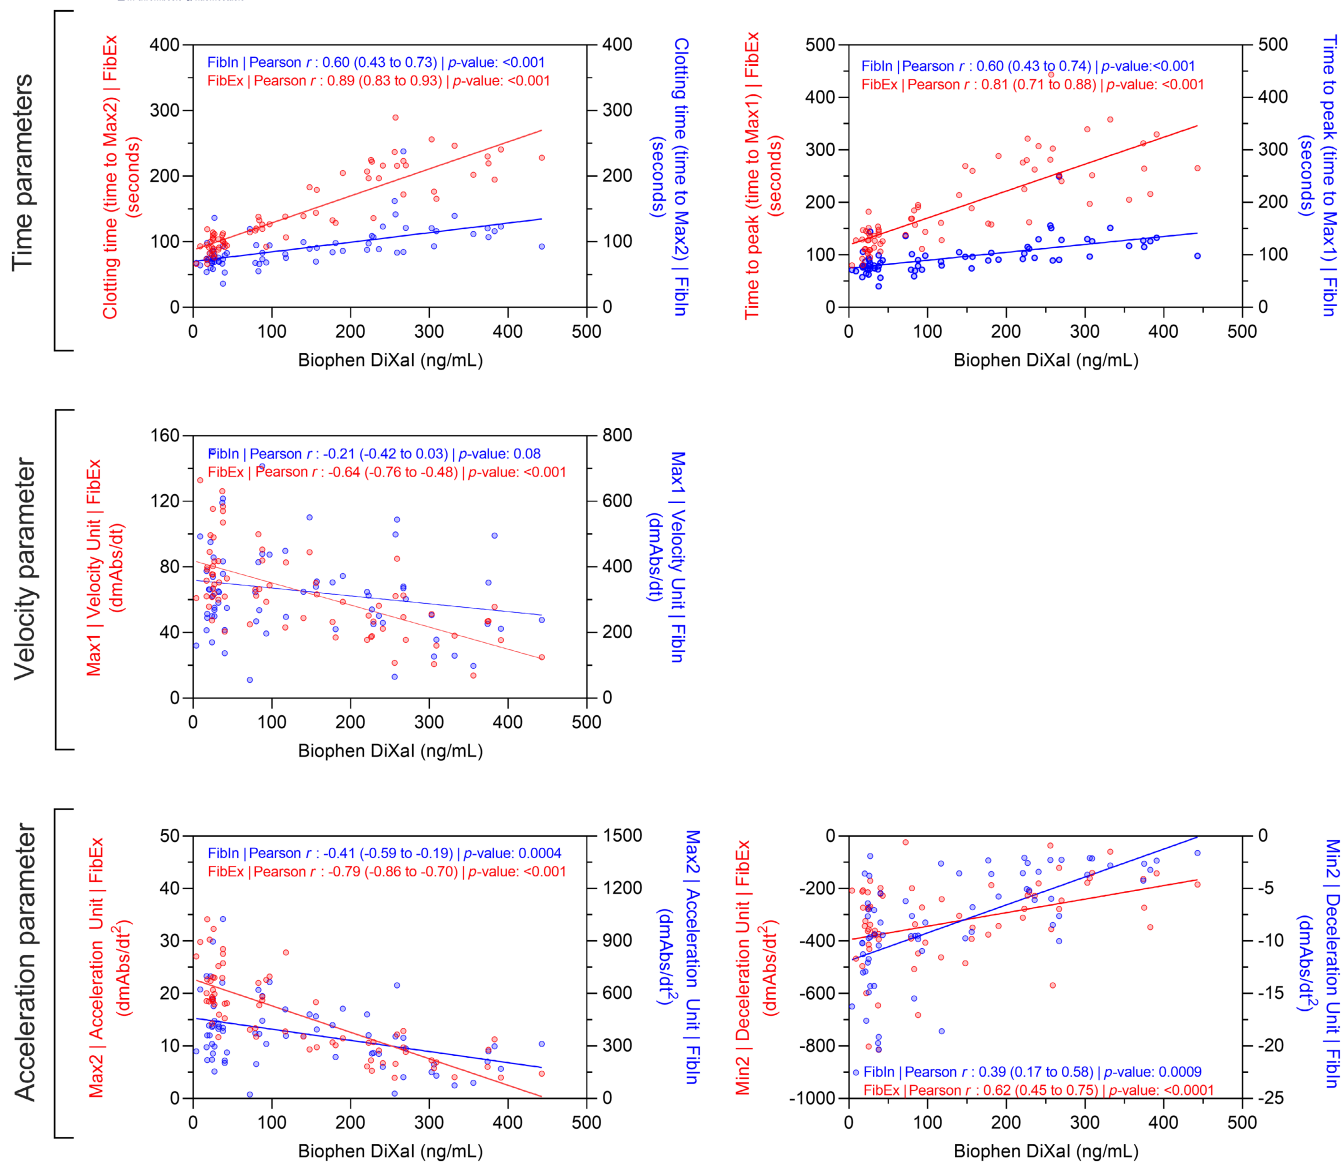 Time parameters
400
300
200
100
0
400
300
200
100
0
0
100
200
300
400
500
Clotting time (time to Max2) | FibEx
(seconds)
Clotting time (time to Max2) | FibIn
(seconds)
FibIn | Pearson r : 0.60 (0.43 to 0.73) | p-value: <.001
FibEx | Pearson r : 0.89 (0.83 to 0.93) | p-value: <.001
Biophen DiXaI (ng/mL)
500
400
300
200
100
0
500
400
300
200
100
0
0
100
200
300
400
500
Time to peak (time to Max1) | FibEx
(seconds)
Time to peak (time to Max1) | FibIn
(seconds)
FibIn | Pearson r : 0.60 (0.43 to 0.74) | p-value:<.001
FibEx | Pearson r : 0.81 (0.71 to 0.88) | p-value: <.001
Biophen DiXaI (ng/mL)
Velocity parameter
160
120
80
40
0
800
600
400
200
0
0
100
200
300
400
500
Max1 | Velocity Unit | FibEx
(dmAbs/dt)
Max1 | Velocity Unit | FibIn
(dmAbs/dt)
FibIn | Pearson r : -0.21 (-0.42 to 0.03) | p-value: 0.08
FibEx | Pearson r : -0.64 (-0.76 to -0.48) | p-value: <.001
Biophen DiXaI (ng/mL)
Acceleration parameter
50
40
30
20
10
0
1500
1200
900
600
300
0
0
100
200
300
400
500
Max2 | Acceleration Unit | FibEx
(dmAbs/dt²)
Max2 | Acceleration Unit | FibIn
(dmAbs/dt²)
FibIn | Pearson r : -0.41 (-0.59 to -0.19) | p-value: 0.0004
FibEx | Pearson r : -0.79 (-0.86 to -0.70) | p-value: <.001
Biophen DiXaI (ng/mL)
0
-200
-400
-600
-800
-1000
0
-5
-10
-15
-20
-25
0
100
200
300
400
500
Min2 | Deceleration Unit | FibEx
(dmAbs/dt²)
Min2 | Deceleration Unit | FibIn
(dmAbs/dt²)
FibIn | Pearson r : 0.39 (0.17 to 0.58) | p-value: 0.0009
FibEx | Pearson r : 0.62 (0.45 to 0.75) | p-value: <.0001
Biophen DiXaI (ng/mL)